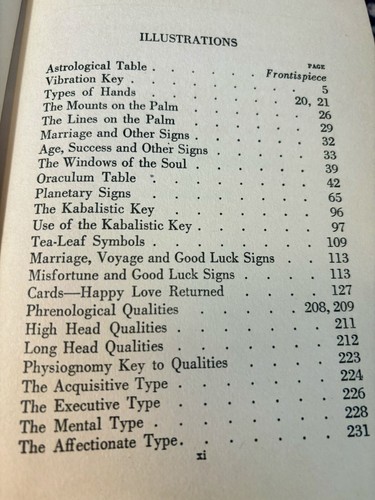 ILLUSTRATIONS
PAGE
Astrological Table . . . . . . Frontispiece
Vibration Key . . . . . . . . 5
Types of Hands . . . . . . . 20, 21
The Mounts on the Palm . . . . . . 26
The Lines on the Palm . . . . . . 29
Marriage and Other Signs . . . . . . 32
Age, Success and Other Signs . . . . . 33
The Windows of the Soul . . . . . . 39
Oraculum Table . . . . . . . 42
Planetary Signs . . . . . . . 65
The Kabalistic Key . . . . . . 96
Use of the Kabalistic Key . . . . . . 97
Tea-Leaf Symbols . . . . . . . 109
Marriage, Voyage and Good Luck Signs . . 113
Misfortune and Good Luck Signs . . . . 113
Cards—Happy Love Returned . . . . 127
Phrenological Qualities . . . . . 208, 209
High Head Qualities . . . . . . 211
Long Head Qualities . . . . . . 212
Physiognomy Key to Qualities . . . . 223
The Acquisitive Type . . . . . . 224
The Executive Type . . . . . . 226
The Mental Type . . . . . . . 228
The Affectionate Type. . . . . . 231
xi